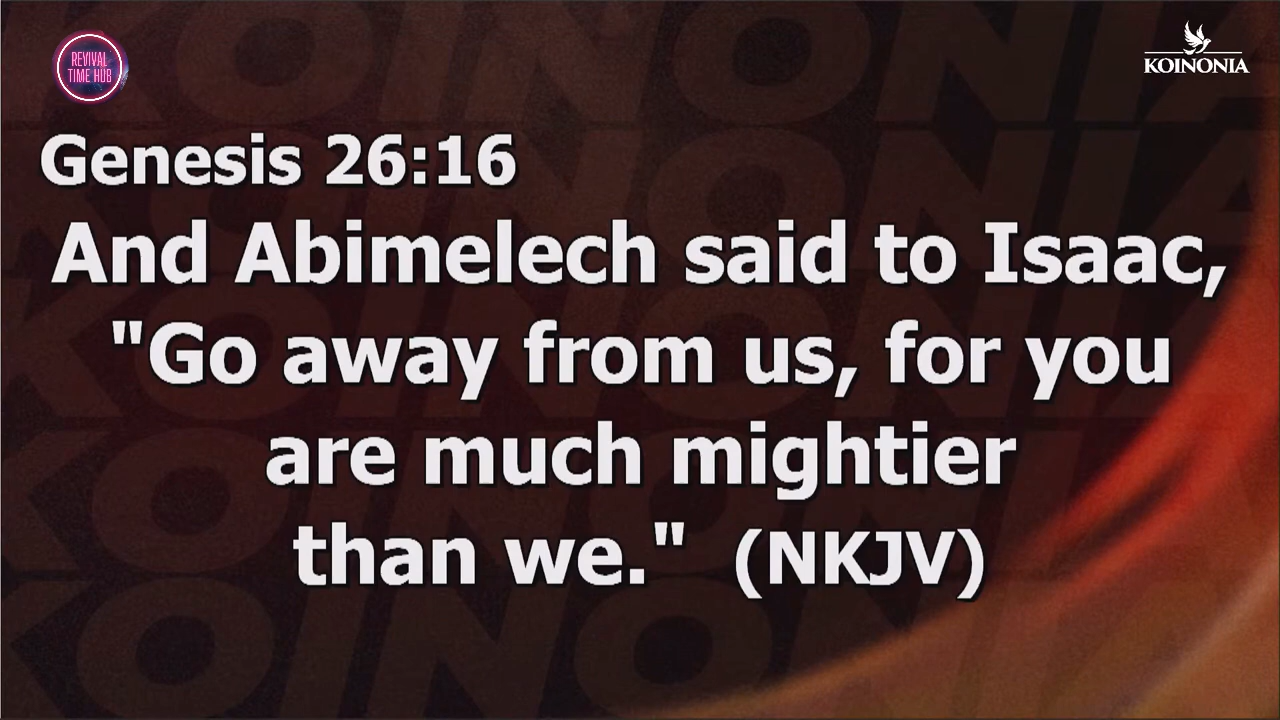 REVIVAL
TIME HUB
KOINONIA
Genesis 26:16
And Abimelech said to Isaac,
"Go away from us, for you
are much mightier
than we." (NKJV)